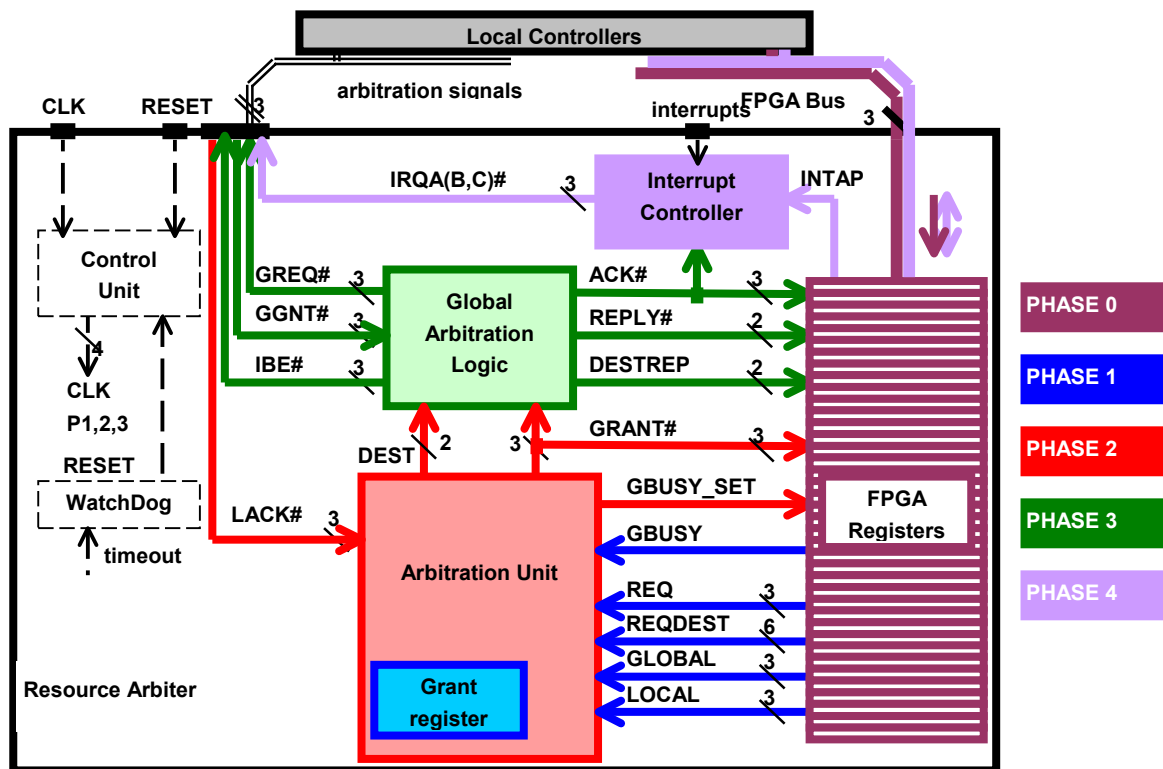 Local Controllers
arbitration signals
CLK
RESET
3
interrupts
FPGA Bus
3
IRQA(B,C)#
3
Interrupt
Controller
INTAP
Control
Unit
4
CLK
P1,2,3
RESET
WatchDog
timeout
GREQ#
3
GGNT#
3
IBE#
3
Global
Arbitration
Logic
ACK#
3
REPLY#
2
DESTREP
2
PHASE 0
PHASE 1
PHASE 2
PHASE 3
PHASE 4
DEST
2
3
GRANT#
3
LACK#
3
Arbitration Unit
GBUSY_SET
GBUSY
FPGA
Registers
REQ
3
REQDEST
6
GLOBAL
3
LOCAL
3
Grant
register
Resource Arbiter